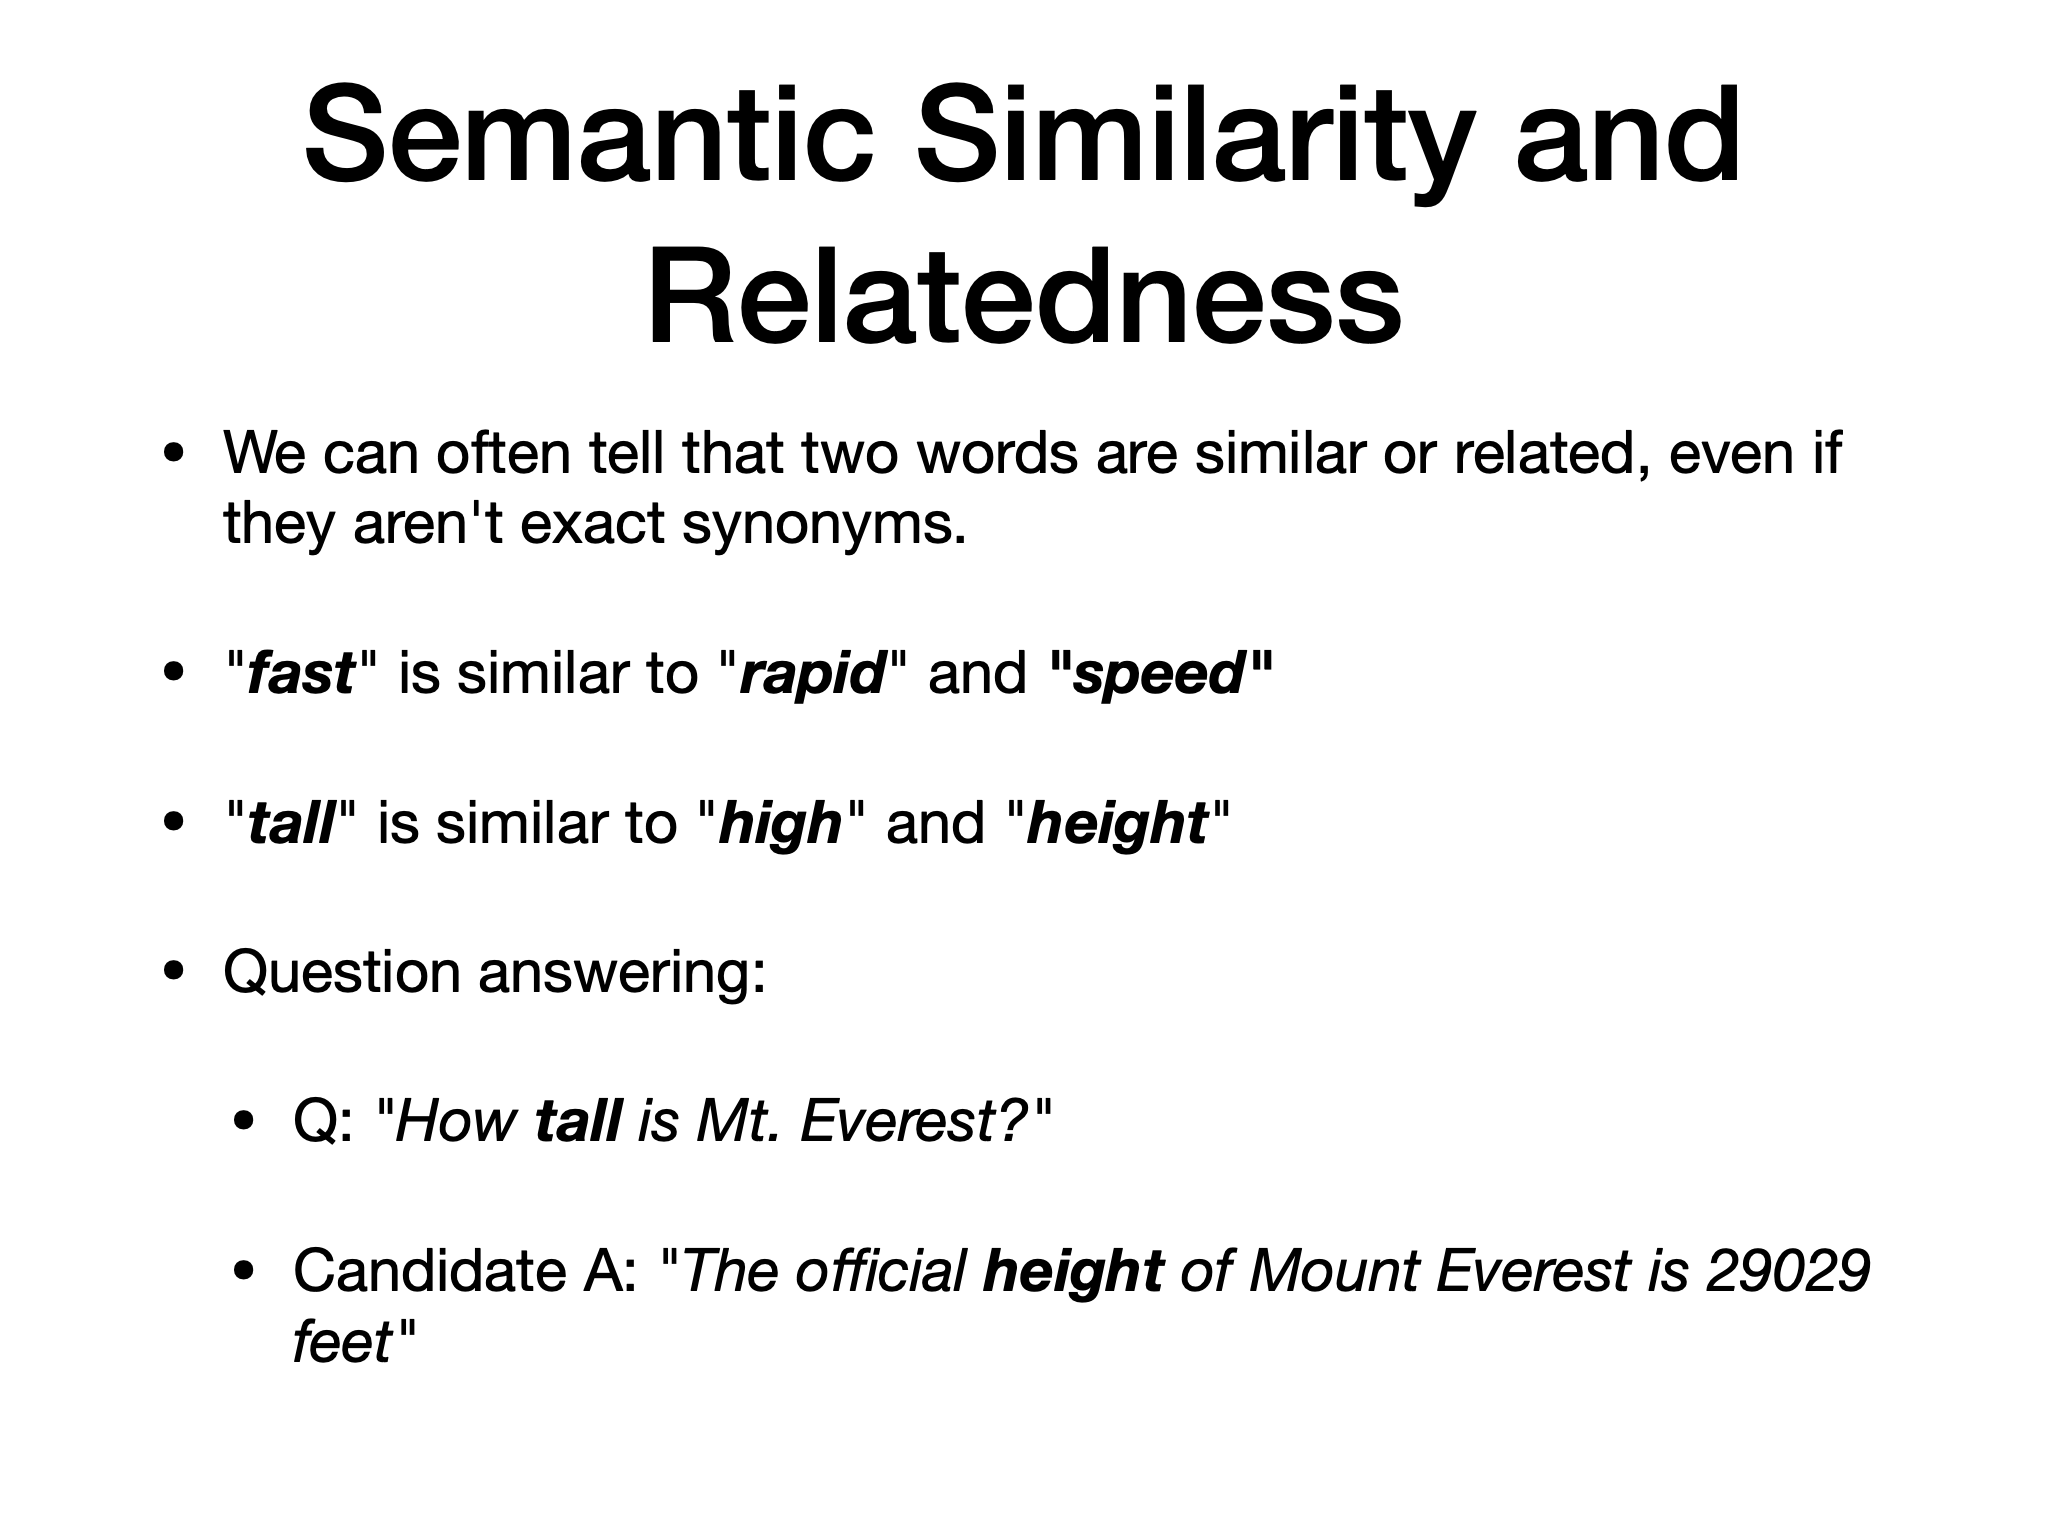 Semantic Similarity and
Relatedness
• We can often tell that two words are similar or related, even if
they aren't exact synonyms.
• "fast" is similar to "rapid" and "speed"
• "tall" is similar to "high" and "height"
• Question answering:
• Q: "How tall is Mt. Everest?"
• Candidate A: "The official height of Mount Everest is 29029
feet"